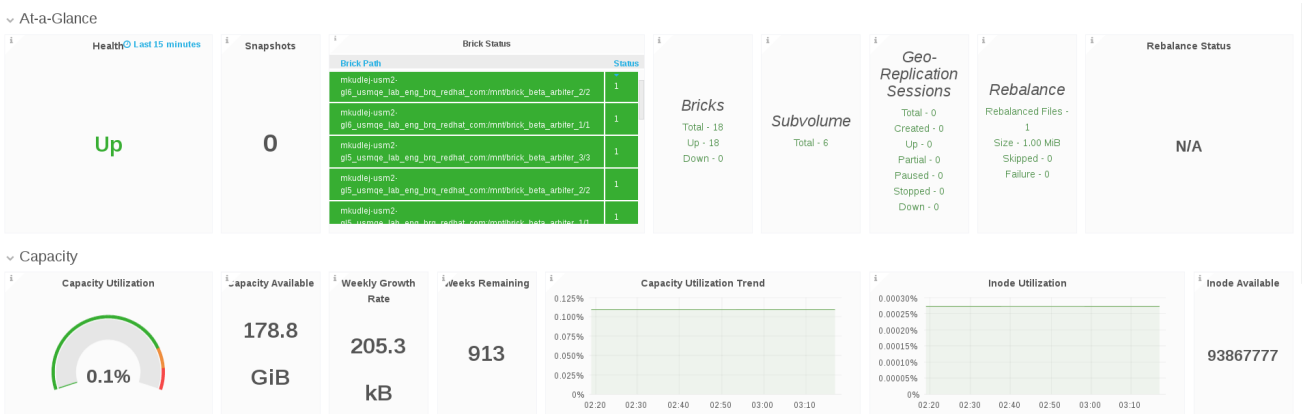 At-a-Glance
Health
Last 15 minutes
Up
Snapshots
0
Brick Status
Brick Path Status
mkudlej-usm2-
gl6_usmqe_lab_eng_brq_redhat_com:/mnt/brick_beta_arbiter_2/2 1
mkudlej-usm2-
gl6_usmqe_lab_eng_brq_redhat_com:/mnt/brick_beta_arbiter_1/1 1
mkudlej-usm2-
gl5_usmqe_lab_eng_brq_redhat_com:/mnt/brick_beta_arbiter_3/3 1
mkudlej-usm2-
gl5_usmqe_lab_eng_brq_redhat_com:/mnt/brick_beta_arbiter_2/2 1
mkudlej-usm2-
gl5_usmqe_lab_eng_brq_redhat_com:/mnt/brick_beta_arbiter_1/1 1
Bricks
Total - 18
Up - 18
Down - 0
Subvolume
Total - 6
Geo-
Replication
Sessions
Total - 0
Created - 0
Up - 0
Partial - 0
Paused - 0
Stopped - 0
Down - 0
Rebalance
Rebalanced Files -
1
Size - 1.00 MiB
Skipped - 0
Failure - 0
Rebalance Status
N/A
Capacity
Capacity Utilization
0.1%
Capacity Available
178.8
GiB
Weekly Growth
Rate
205.3
kB
Weeks Remaining
913
Capacity Utilization Trend
0.125%
0.100%
0.075%
0.050%
0.025%
0%
02:20 02:30 02:40 02:50 03:00 03:10
Inode Utilization
0.00030%
0.00025%
0.00020%
0.00015%
0.00010%
0.00005%
0%
02:20 02:30 02:40 02:50 03:00 03:10
Inode Available
93867777